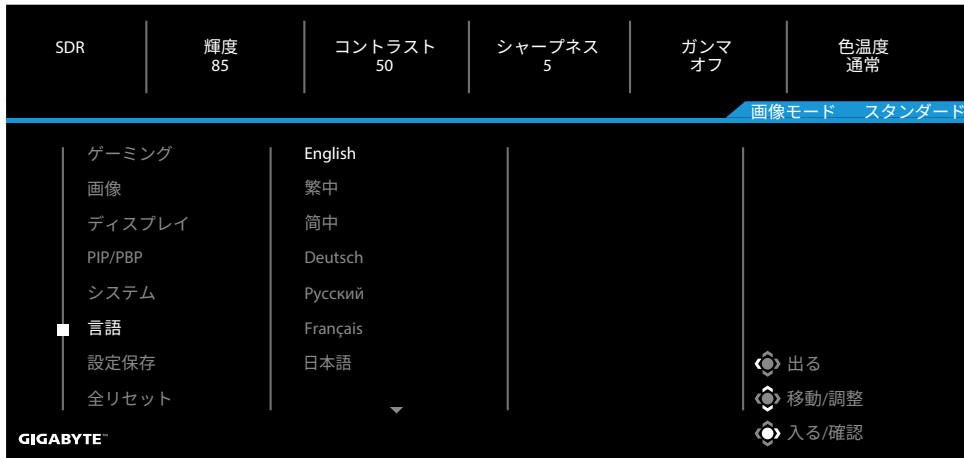 SDR
輝度
85
コントラスト
50
シャープネス
5
ガンマ
オフ
色温度
通常
画像モード スタンダード
ゲーミング
画像
ディスプレイ
PIP/PBP
システム
言語
設定保存
全リセット
English
繁中
简中
Deutsch
Русский
Français
日本語
出る
移動/調整
入る/確認
GIGABYTE™